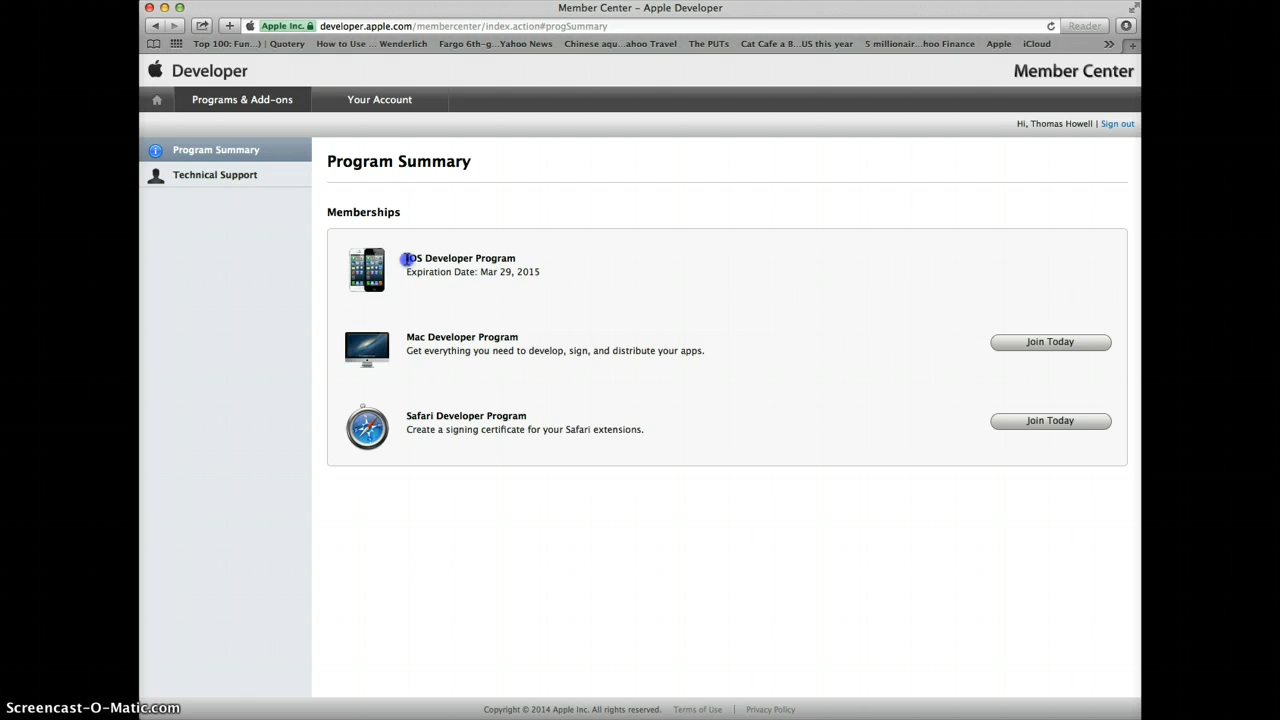 Member Center - Apple Developer
Apple Inc. developer.apple.com/membercenter/index.action#progSummary Reader
Top 100: Fun...) | Quotery How to Use ... Wenderlich Fargo 6th-g...Yahoo News Chinese aqu...ahoo Travel The PUTs Cat Cafe a B...US this year 5 millionair...hoo Finance Apple iCloud
Developer Member Center
Programs & Add-ons Your Account
Hi, Thomas Howell | Sign out
Program Summary
Technical Support
Program Summary
Memberships
iOS Developer Program
Expiration Date: Mar 29, 2015
Mac Developer Program
Get everything you need to develop, sign, and distribute your apps.
Join Today
Safari Developer Program
Create a signing certificate for your Safari extensions.
Join Today
Copyright © 2014 Apple Inc. All rights reserved. Terms of Use | Privacy Policy
Screencast-O-Matic.com